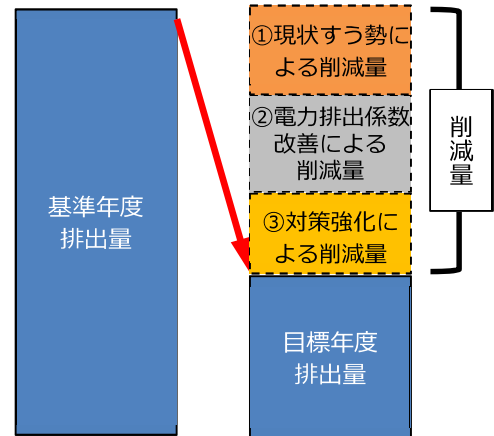 基準年度
排出量
①現状すう勢に
よる削減量
②電力排出係数
改善による
削減量
③対策強化に
よる削減量
目標年度
排出量
削減量